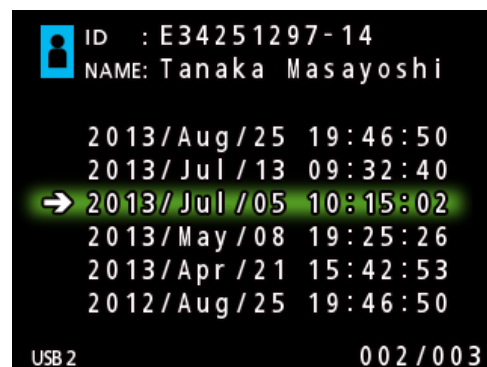 ID : E34251297-14
NAME: Tanaka Masayoshi
2013/Aug/25 19:46:50
2013/Jul/13 09:32:40
2013/Jul/05 10:15:02
2013/May/08 19:25:26
2013/Apr/21 15:42:53
2012/Aug/25 19:46:50
USB 2 002/003